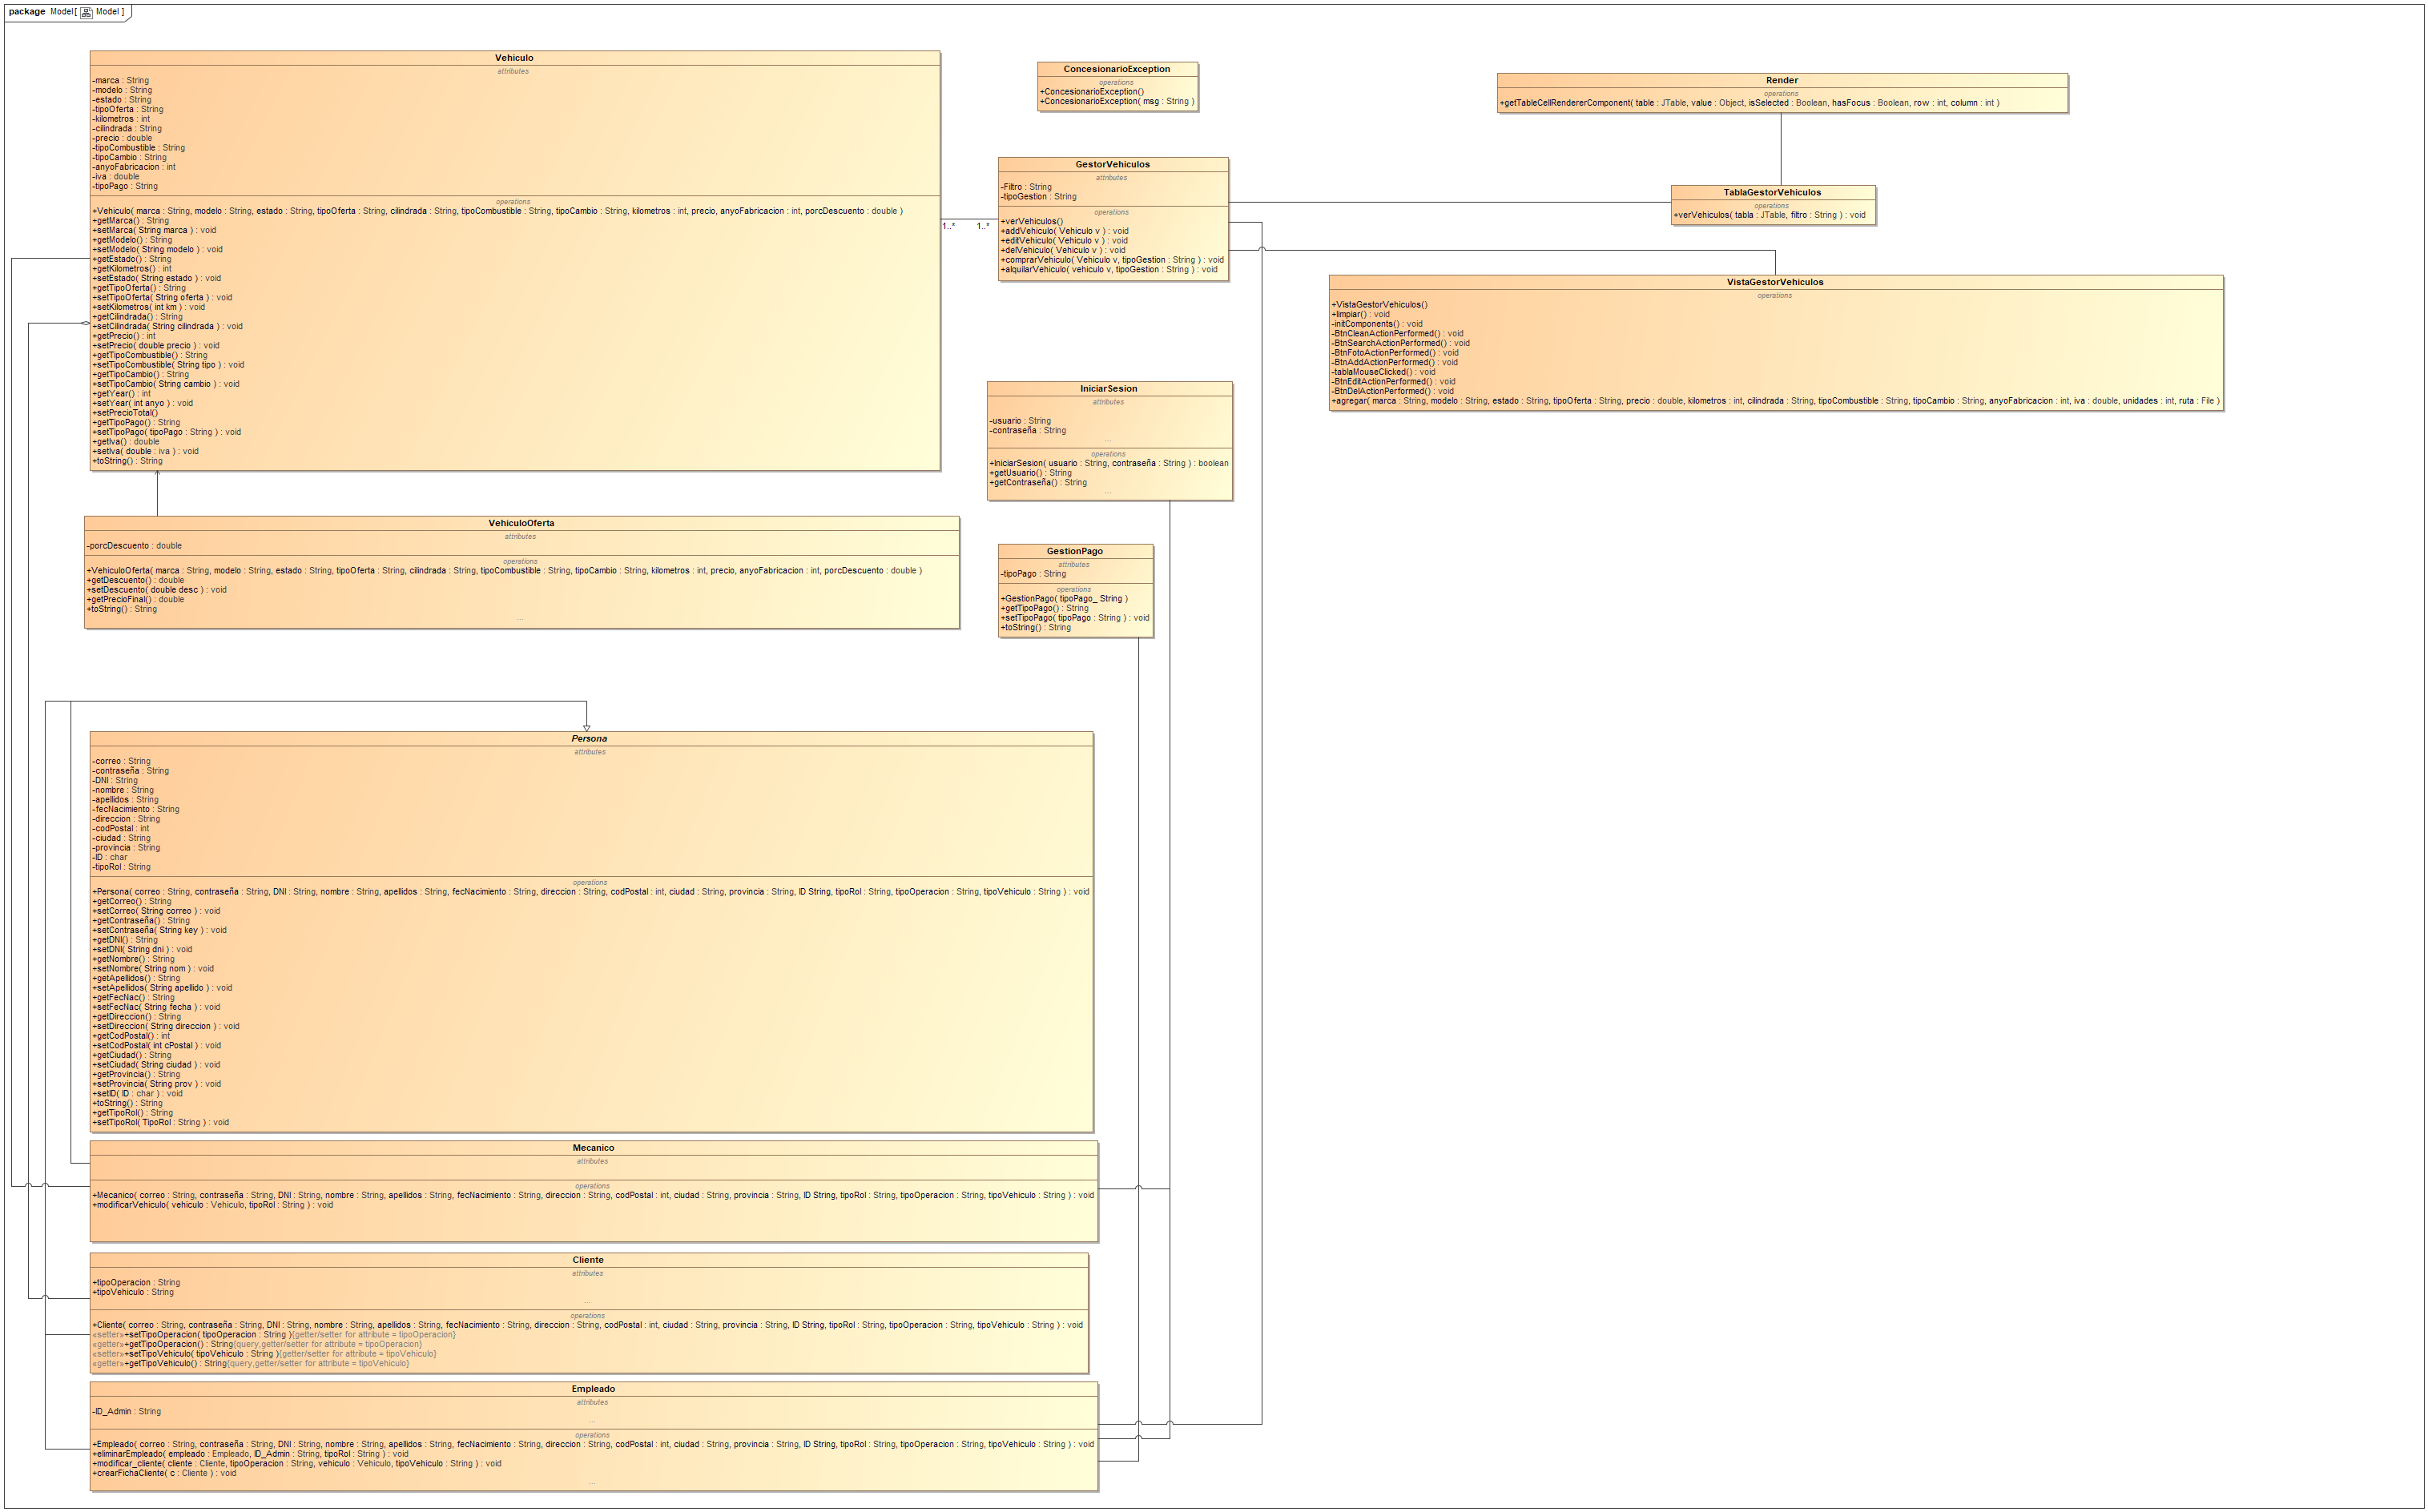 package Model[ Model ]
Vehiculo
attributes
-marca : String
-modelo : String
-estado : String
-tipoOferta : String
-kilometros : int
-cilindrada : String
-precio : double
-tipoCombustible : String
-tipoCambio : String
-anyoFabricacion : int
-iva : double
-tipoPago : String
operations
+Vehiculo( marca : String, modelo : String, estado : String, tipoOferta : String, cilindrada : String, tipoCombustible : String, tipoCambio : String, kilometros : int, precio, anyoFabricacion : int, porcDescuento : double )
+getMarca() : String
+setMarca( String marca ) : void
+getModelo() : String
+setModelo( String modelo ) : void
+getEstado() : String
+getKilometros() : int
+setEstado( String estado ) : void
+getTipoOferta() : String
+setTipoOferta( String oferta ) : void
+setKilometros( int km ) : void
+getCilindrada() : String
+setCilindrada( String cilindrada ) : void
+getPrecio() : int
+setPrecio( double precio ) : void
+getTipoCombustible() : String
+setTipoCombustible( String tipo ) : void
+getTipoCambio() : String
+setTipoCambio( String cambio ) : void
+getYear() : int
+setYear( int anyo ) : void
+setPrecioTotal()
+getTipoPago() : String
+setTipoPago( tipoPago : String ) : void
+getIva() : double
+setIva( double : iva ) : void
+toString() : String
ConcesionarioException
operations
+ConcesionarioException()
+ConcesionarioException( msg : String )
Render
operations
+getTableCellRendererComponent( table : JTable, value : Object, isSelected : Boolean, hasFocus : Boolean, row : int, column : int )
GestorVehiculos
attributes
-Filtro : String
-tipoGestion : String
operations
+verVehiculos()
+addVehiculo( Vehiculo v ) : void
+editVehiculo( Vehiculo v ) : void
+delVehiculo( Vehiculo v ) : void
+comprarVehiculo( Vehiculo v, tipoGestion : String ) : void
+alquilarVehiculo( vehiculo v, tipoGestion : String ) : void
1..* 1..*
TablaGestorVehiculos
operations
+verVehiculos( tabla : JTable, filtro : String ) : void
VistaGestorVehiculos
operations
+VistaGestorVehiculos()
+limpiar() : void
-initComponents() : void
-BtnCleanActionPerformed() : void
-BtnSearchActionPerformed() : void
-BtnFotoActionPerformed() : void
-BtnAddActionPerformed() : void
-tablaMouseClicked() : void
-BtnEditActionPerformed() : void
-BtnDelActionPerformed() : void
+agregar( marca : String, modelo : String, estado : String, tipoOferta : String, precio : double, kilometros : int, cilindrada : String, tipoCombustible : String, tipoCambio : String, anyoFabricacion : int, iva : double, unidades : int, ruta : File )
IniciarSesion
attributes
-usuario : String
-contraseña : String
...
operations
+IniciarSesion( usuario : String, contraseña : String ) : boolean
+getUsuario() : String
+getContraseña() : String
...
VehiculoOferta
attributes
-porcDescuento : double
operations
+VehiculoOferta( marca : String, modelo : String, estado : String, tipoOferta : String, cilindrada : String, tipoCombustible : String, tipoCambio : String, kilometros : int, precio, anyoFabricacion : int, porcDescuento : double )
+getDescuento() : double
+setDescuento( double desc ) : void
+getPrecioFinal() : double
+toString() : String
...
GestionPago
attributes
-tipoPago : String
operations
+GestionPago( tipoPago_ String )
+getTipoPago() : String
+setTipoPago( tipoPago : String ) : void
+toString() : String
Persona
attributes
-correo : String
-contraseña : String
-DNI : String
-nombre : String
-apellidos : String
-fecNacimiento : String
-direccion : String
-codPostal : int
-ciudad : String
-provincia : String
-ID : char
-tipoRol : String
operations
+Persona( correo : String, contraseña : String, DNI : String, nombre : String, apellidos : String, fecNacimiento : String, direccion : String, codPostal : int, ciudad : String, provincia : String, ID String, tipoRol : String, tipoOperacion : String, tipoVehiculo : String ) : void
+getCorreo() : String
+setCorreo( String correo ) : void
+getContraseña() : String
+setContraseña( String key ) : void
+getDNI() : String
+setDNI( String dni ) : void
+getNombre() : String
+setNombre( String nom ) : void
+getApellidos() : String
+setApellidos( String apellido ) : void
+getFecNac() : String
+setFecNac( String fecha ) : void
+getDireccion() : String
+setDireccion( String direccion ) : void
+getCodPostal() : int
+setCodPostal( int cPostal ) : void
+getCiudad() : String
+setCiudad( String ciudad ) : void
+getProvincia() : String
+setProvincia( String prov ) : void
+setID( ID : char ) : void
+toString() : String
+getTipoRol() : String
+setTipoRol( TipoRol : String ) : void
Mecanico
attributes
operations
+Mecanico( correo : String, contraseña : String, DNI : String, nombre : String, apellidos : String, fecNacimiento : String, direccion : String, codPostal : int, ciudad : String, provincia : String, ID String, tipoRol : String, tipoOperacion : String, tipoVehiculo : String ) : void
+modificarVehiculo( vehiculo : Vehiculo, tipoRol : String ) : void
Cliente
attributes
+tipoOperacion : String
+tipoVehiculo : String
...
operations
+Cliente( correo : String, contraseña : String, DNI : String, nombre : String, apellidos : String, fecNacimiento : String, direccion : String, codPostal : int, ciudad : String, provincia : String, ID String, tipoRol : String, tipoOperacion : String, tipoVehiculo : String ) : void
«setter»+setTipoOperacion( tipoOperacion : String ){getter/setter for attribute = tipoOperacion}
«getter»+getTipoOperacion() : String{query,getter/setter for attribute = tipoOperacion}
«setter»+setTipoVehiculo( tipoVehiculo : String ){getter/setter for attribute = tipoVehiculo}
«getter»+getTipoVehiculo() : String{query,getter/setter for attribute = tipoVehiculo}
Empleado
attributes
-ID_Admin : String
...
operations
+Empleado( correo : String, contraseña : String, DNI : String, nombre : String, apellidos : String, fecNacimiento : String, direccion : String, codPostal : int, ciudad : String, provincia : String, ID String, tipoRol : String, tipoOperacion : String, tipoVehiculo : String ) : void
+eliminarEmpleado( empleado : Empleado, ID_Admin : String, tipoRol : String ) : void
+modificar_cliente( cliente : Cliente, tipoOperacion : String, vehiculo : Vehiculo, tipoVehiculo : String ) : void
+crearFichaCliente( c : Cliente ) : void
...